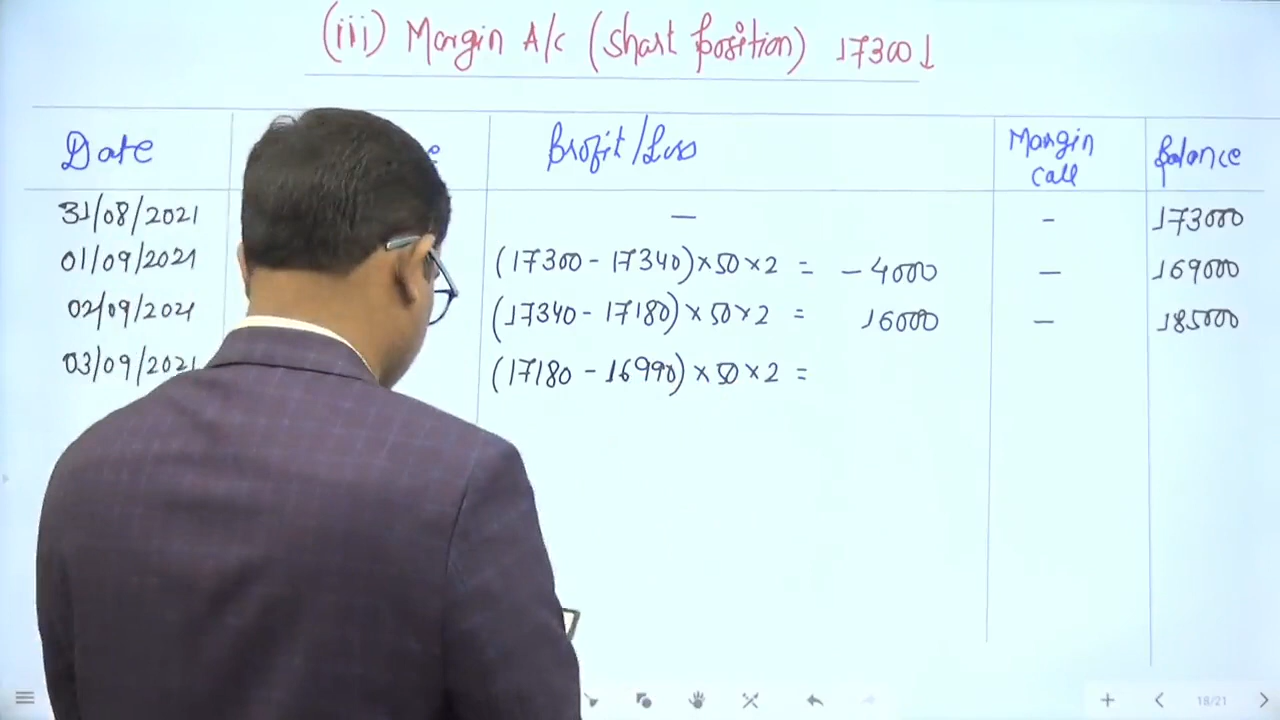 (iii) Margin A/c (Short Position) 17300↓
Date Profit/Loss Margin Call Balance
31/08/2021 — - 173000
01/09/2021 (17300 - 17340)×50×2 = -4000 — 169000
02/09/2021 (17340 - 17180)×50×2 = 16000 — 185000
03/09/2021 (17180 - 16990)×50×2 =
18/21